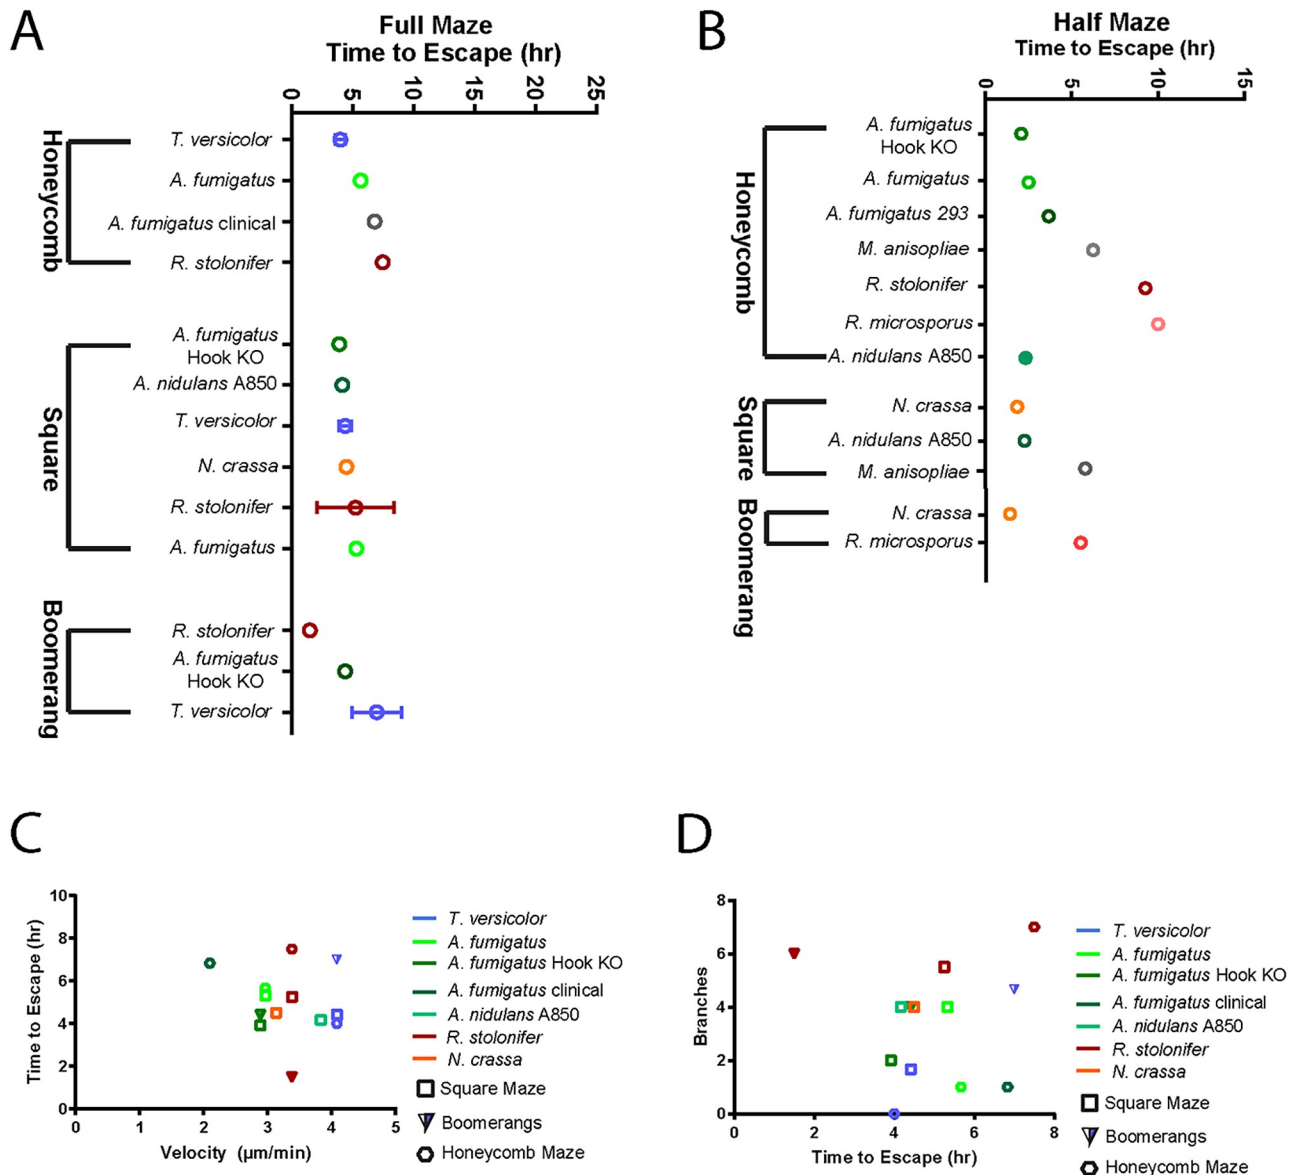 A
Full Maze
Time to Escape (hr)
0 5 10 15 20 25
Honeycomb
T. versicolor
A. fumigatus
A. fumigatus clinical
R. stolonifer
Square
A. fumigatus
Hook KO
A. nidulans A850
T. versicolor
N. crassa
R. stolonifer
A. fumigatus
Boomerang
R. stolonifer
A. fumigatus
Hook KO
T. versicolor
B
Half Maze
Time to Escape (hr)
0 5 10 15
Honeycomb
A. fumigatus
Hook KO
A. fumigatus
A. fumigatus 293
M. anisopliae
R. stolonifer
R. microsporus
A. nidulans A850
Square
N. crassa
A. nidulans A850
M. anisopliae
Boomerang
N. crassa
R. microsporus
C
Time to Escape (hr)
10
8
6
4
2
0
0 1 2 3 4 5
Velocity (µm/min)
T. versicolor
A. fumigatus
A. fumigatus Hook KO
A. fumigatus clinical
A. nidulans A850
R. stolonifer
N. crassa
Square Maze
Boomerangs
Honeycomb Maze
D
Branches
8
6
4
2
0
0 2 4 6 8
Time to Escape (hr)
T. versicolor
A. fumigatus
A. fumigatus Hook KO
A. fumigatus clinical
A. nidulans A850
R. stolonifer
N. crassa
Square Maze
Boomerangs
Honeycomb Maze